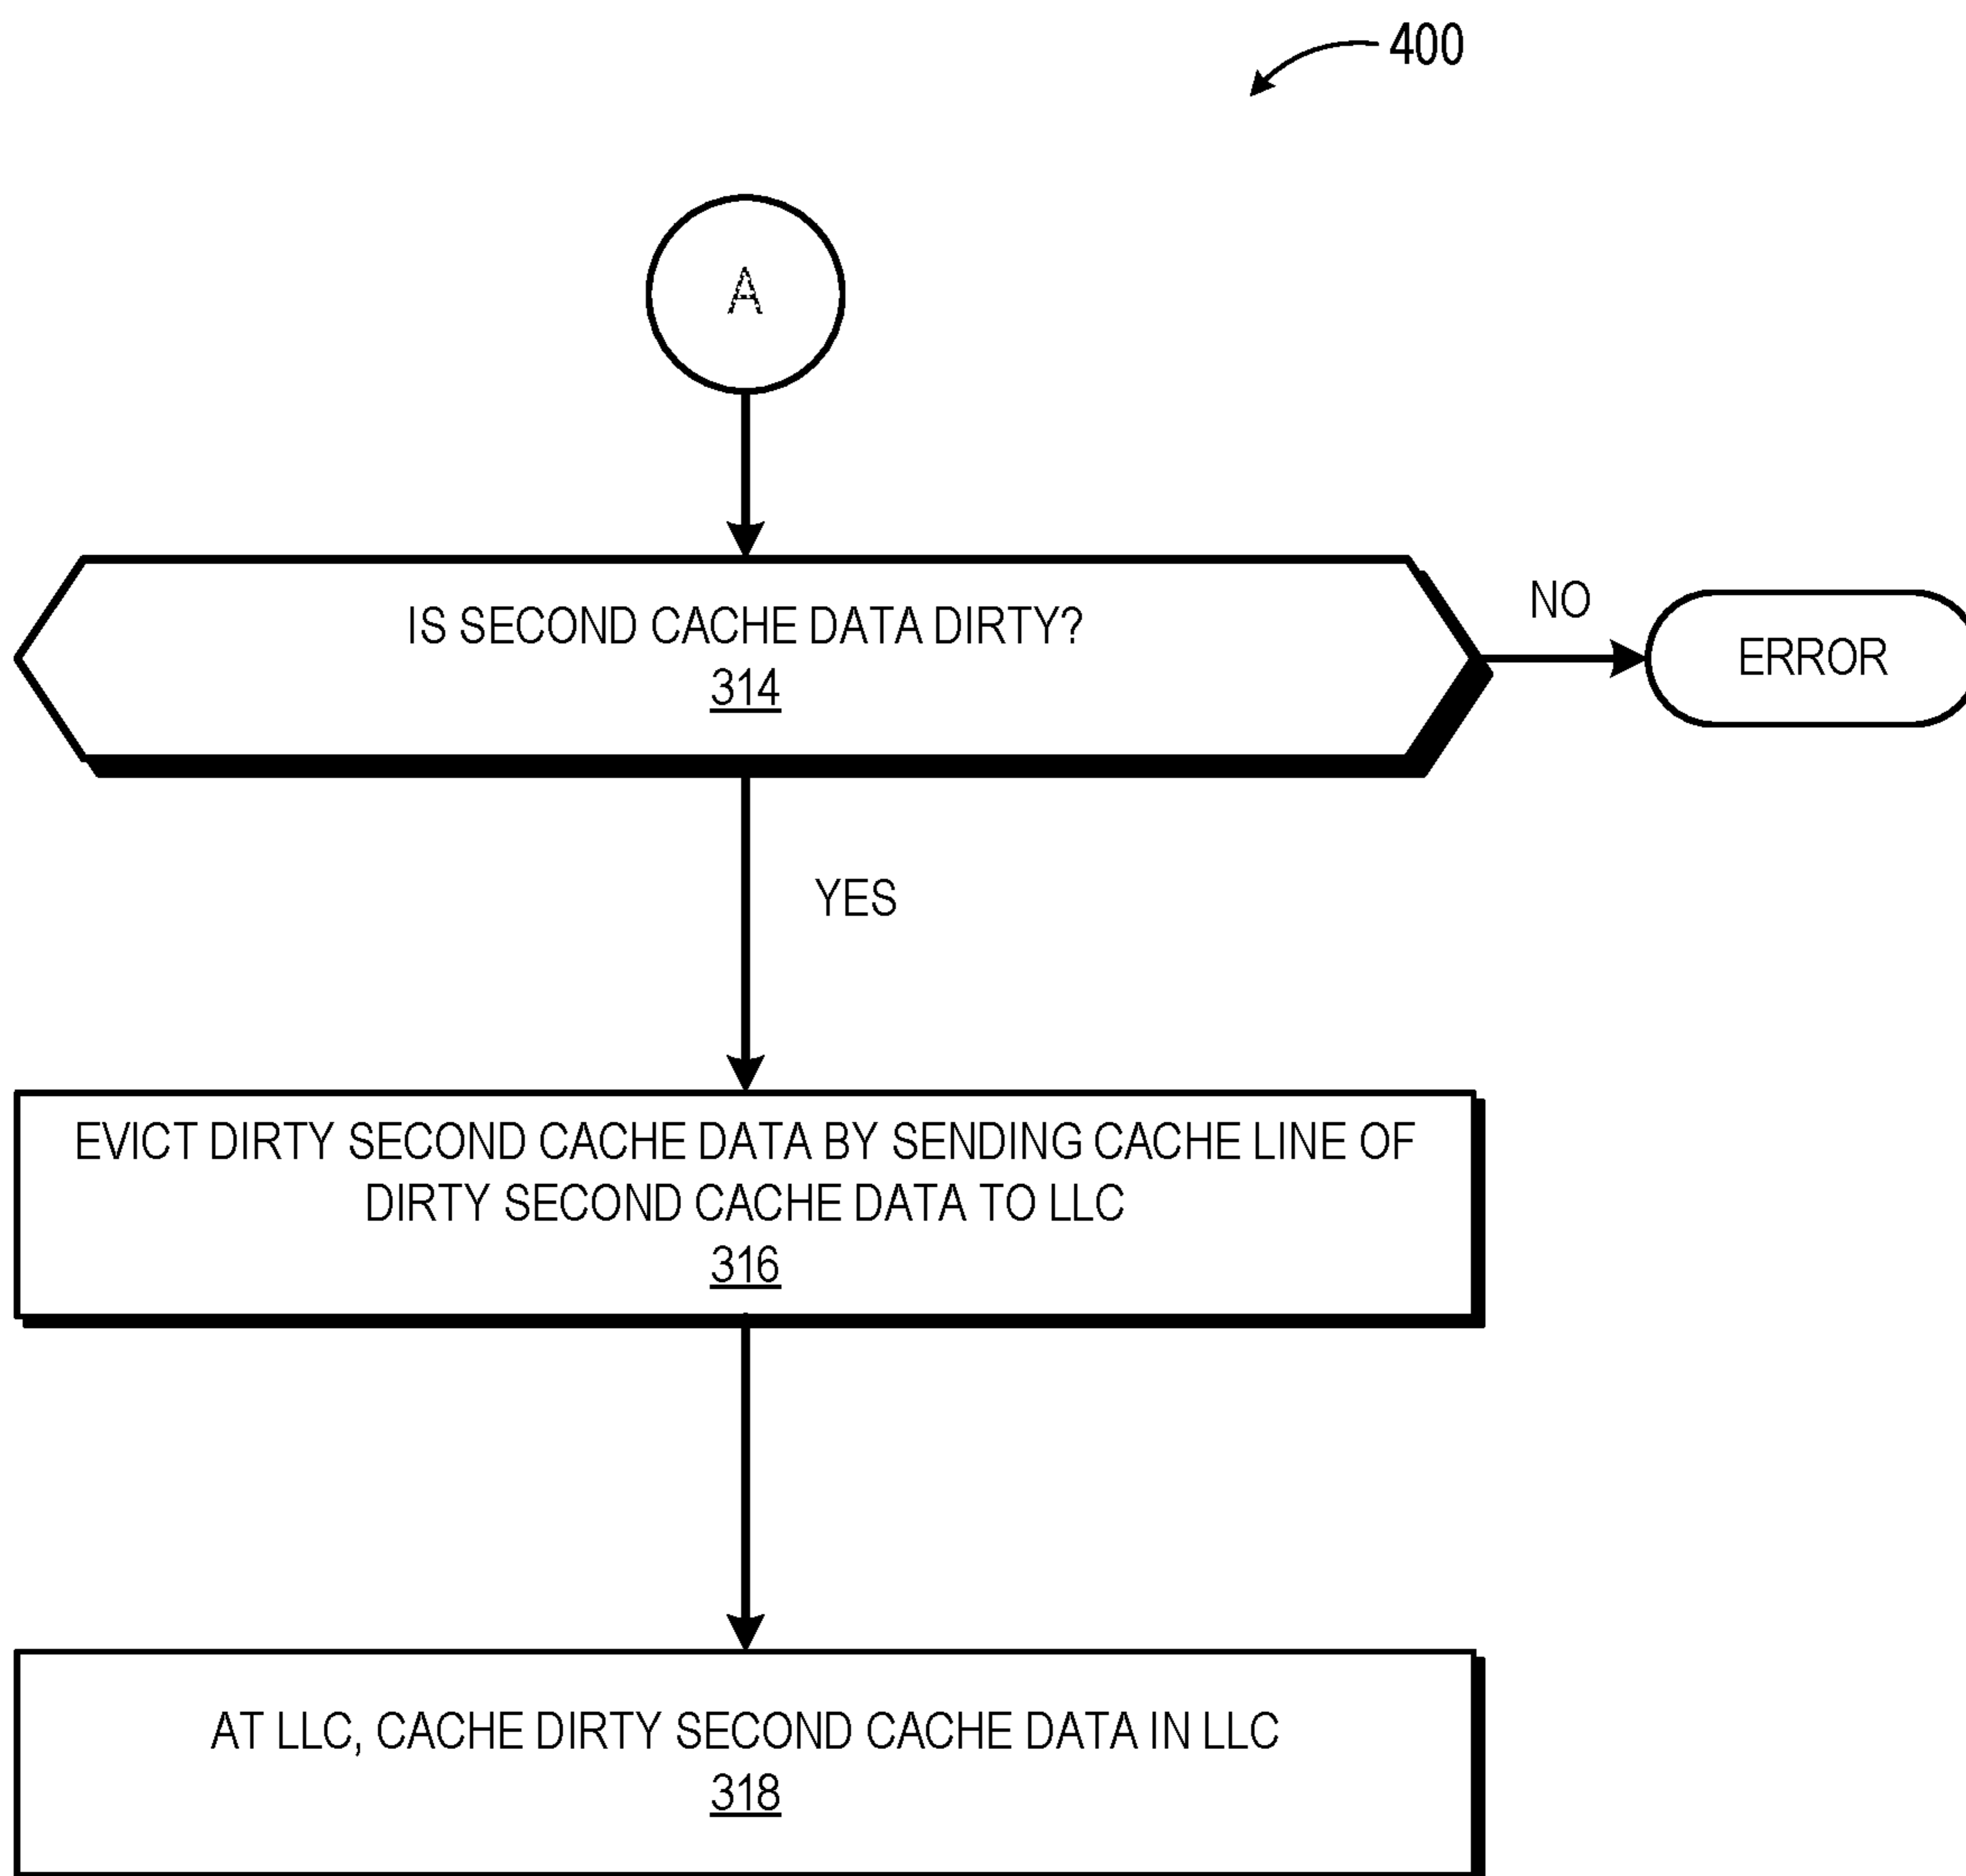 400
A
IS SECOND CACHE DATA DIRTY?
314
NO
ERROR
YES
EVICT DIRTY SECOND CACHE DATA BY SENDING CACHE LINE OF
DIRTY SECOND CACHE DATA TO LLC
316
AT LLC, CACHE DIRTY SECOND CACHE DATA IN LLC
318